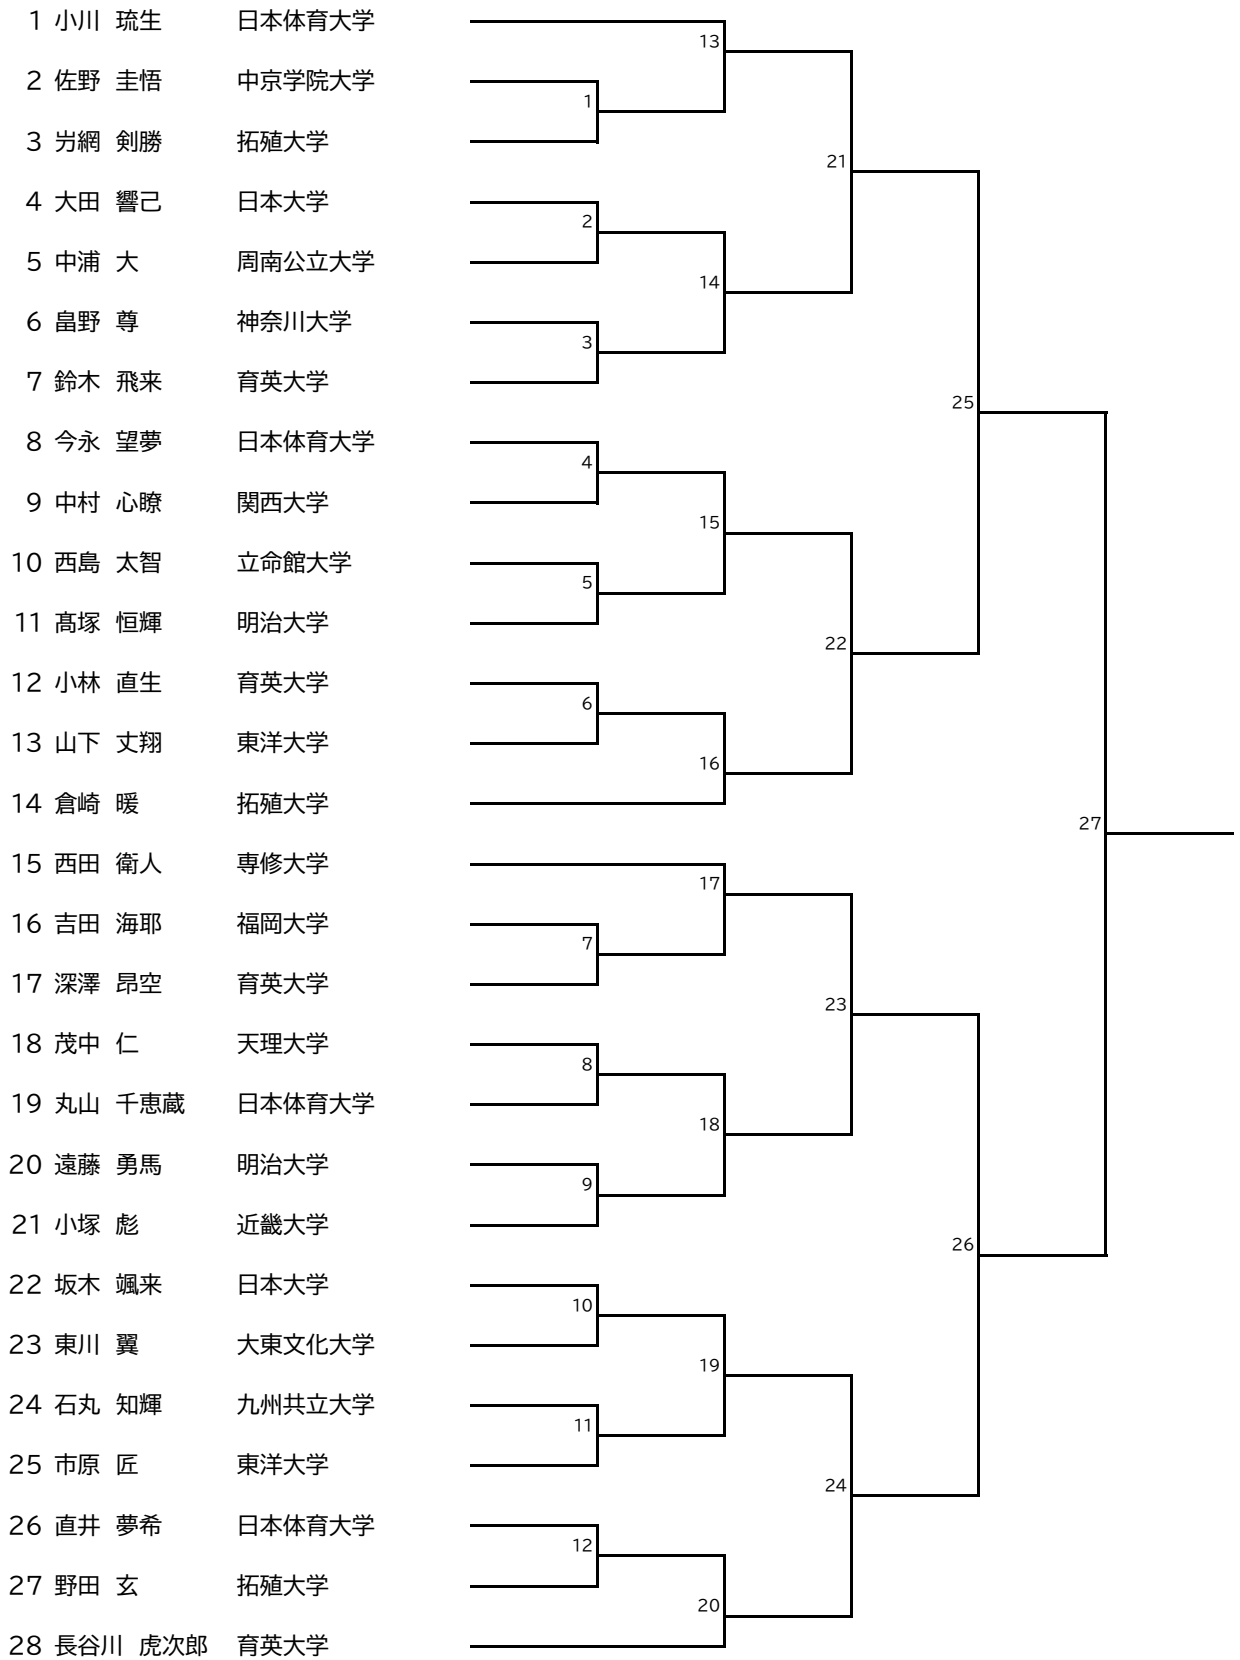 1 小川 琉生 日本体育大学
13
2 佐野 圭悟 中京学院大学
1
3 屶網 剣勝 拓殖大学
21
4 大田 響己 日本大学
2
5 中浦 大 周南公立大学
14
6 畠野 尊 神奈川大学
3
7 鈴木 飛来 育英大学
25
8 今永 望夢 日本体育大学
4
9 中村 心瞭 関西大学
15
10 西島 太智 立命館大学
5
11 髙塚 恒輝 明治大学
22
12 小林 直生 育英大学
6
13 山下 丈翔 東洋大学
16
14 倉崎 暖 拓殖大学
27
15 西田 衛人 専修大学
17
16 吉田 海耶 福岡大学
7
17 深澤 昂空 育英大学
23
18 茂中 仁 天理大学
8
19 丸山 千恵蔵 日本体育大学
18
20 遠藤 勇馬 明治大学
9
21 小塚 彪 近畿大学
26
22 坂木 颯来 日本大学
10
23 東川 翼 大東文化大学
19
24 石丸 知輝 九州共立大学
11
25 市原 匠 東洋大学
24
26 直井 夢希 日本体育大学
12
27 野田 玄 拓殖大学
20
28 長谷川 虎次郎 育英大学